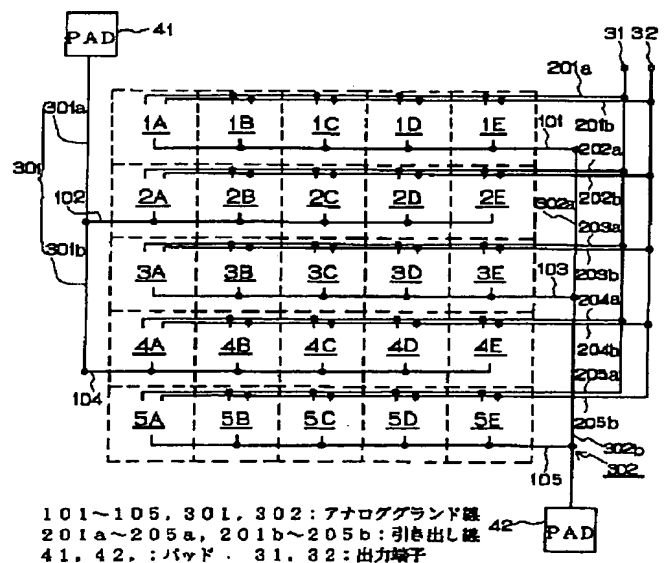 PAD 41
31 32
201a
301a
1A 1B 1C 1D 1E 101 201b
301
202a
102 2A 2B 2C 2D 2E 302a 202b
203a
301b
3A 3B 3C 3D 3E 103 203b
204a
4A 4B 4C 4D 4E 204b
104
205a
5A 5B 5C 5D 5E 205b
302b
105 302
101~105, 301, 302:アナロググランド線
201a~205a, 201b~205b:引き出し線
41, 42, :パッド . 31, 32:出力端子
42 PAD